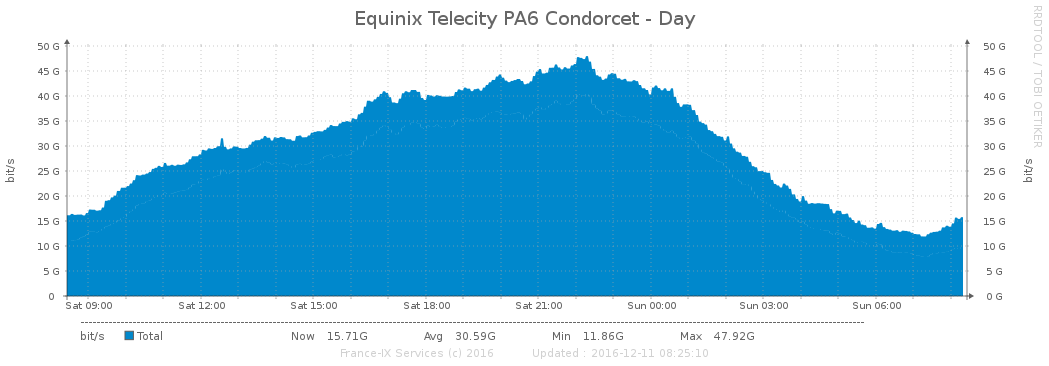 Equinix Telecity PA6 Condorcet - Day
RRDTOOL / TOBI OETIKER
bit/s
50 G
45 G
40 G
35 G
30 G
25 G
20 G
15 G
10 G
5 G
0
50 G
45 G
40 G
35 G
30 G
25 G
20 G
15 G
10 G
5 G
0 G
bit/s
Sat 09:00 Sat 12:00 Sat 15:00 Sat 18:00 Sat 21:00 Sun 00:00 Sun 03:00 Sun 06:00
bit/s Total Now 15.71G Avg 30.59G Min 11.86G Max 47.92G
France-IX Services (c) 2016 Updated : 2016-12-11 08:25:10